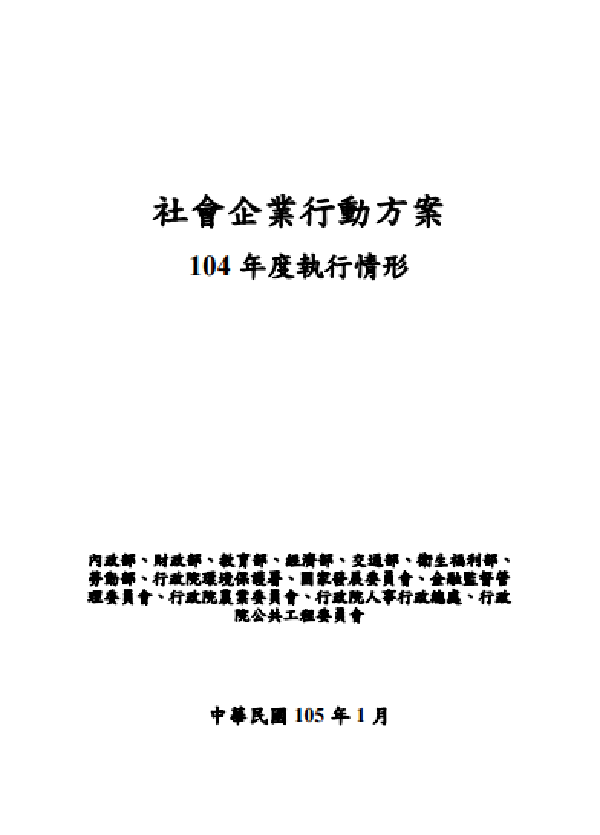 社會企業行動方案
104 年度執行情形
內政部、財政部、教育部、經濟部、交通部、衛生福利部、
勞動部、行政院環境保護署、國家發展委員會、金融監督管
理委員會、行政院農業委員會、行政院人事行政總處、行政
院公共工程委員會
中華民國 105 年 1 月